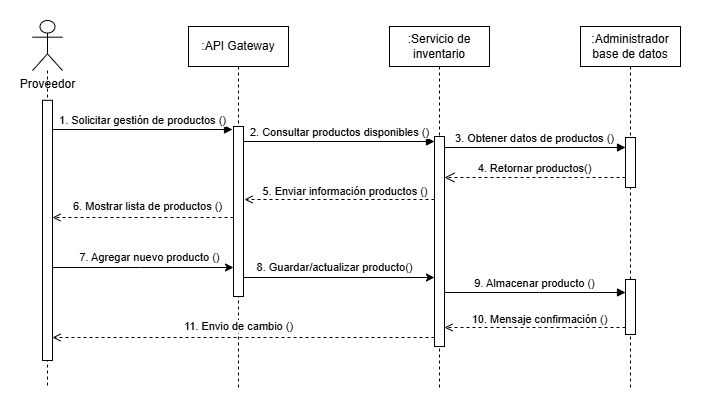 :API Gateway
:Servicio de
inventario
:Administrador
base de datos
Proveedor
1. Solicitar gestión de productos ()
2. Consultar productos disponibles ()
3. Obtener datos de productos ()
4. Retornar productos()
5. Enviar información productos ()
6. Mostrar lista de productos ()
7. Agregar nuevo producto ()
8. Guardar/actualizar producto()
9. Almacenar producto ()
10. Mensaje confirmación ()
11. Envio de cambio ()